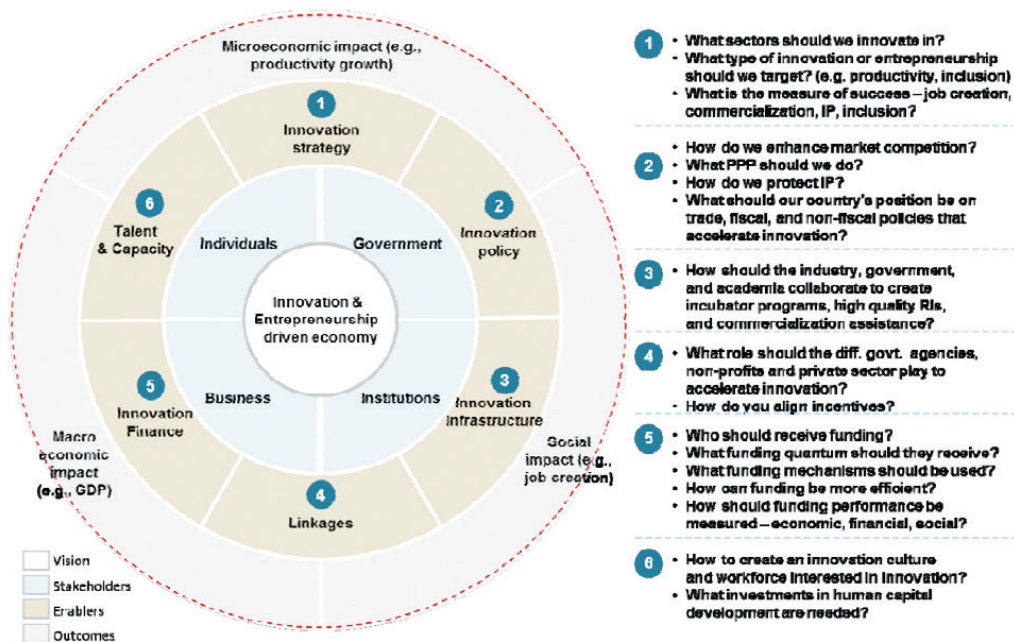 Microeconomic impact (e.g.,
productivity growth)
1
Innovation
strategy
6
Talent
& Capacity
2
Innovation
policy
Individuals
Government
Innovation &
Entrepreneurship
driven economy
Business
Institutions
5
Innovation
Finance
3
Innovation
Infrastructure
Macro
economic
impact
(e.g., GDP)
Social
impact (e.g.,
job creation)
4
Linkages
Vision
Stakeholders
Enablers
Outcomes
1
• What sectors should we innovate in?
• What type of innovation or entrepreneurship
should we target? (e.g. productivity, inclusion)
• What is the measure of success – job creation,
commercialization, IP, inclusion?
2
• How do we enhance market competition?
• What PPP should we do?
• How do we protect IP?
• What should our country's position be on
trade, fiscal, and non-fiscal policies that
accelerate innovation?
3
• How should the industry, government,
and academia collaborate to create
incubator programs, high quality RIs,
and commercialization assistance?
4
• What role should the diff. govt. agencies,
non-profits and private sector play to
accelerate innovation?
• How do you align incentives?
5
• Who should receive funding?
• What funding quantum should they receive?
• What funding mechanisms should be used?
• How can funding be more efficient?
• How should funding performance be
measured – economic, financial, social?
6
• How to create an innovation culture
and workforce interested in innovation?
• What investments in human capital
development are needed?